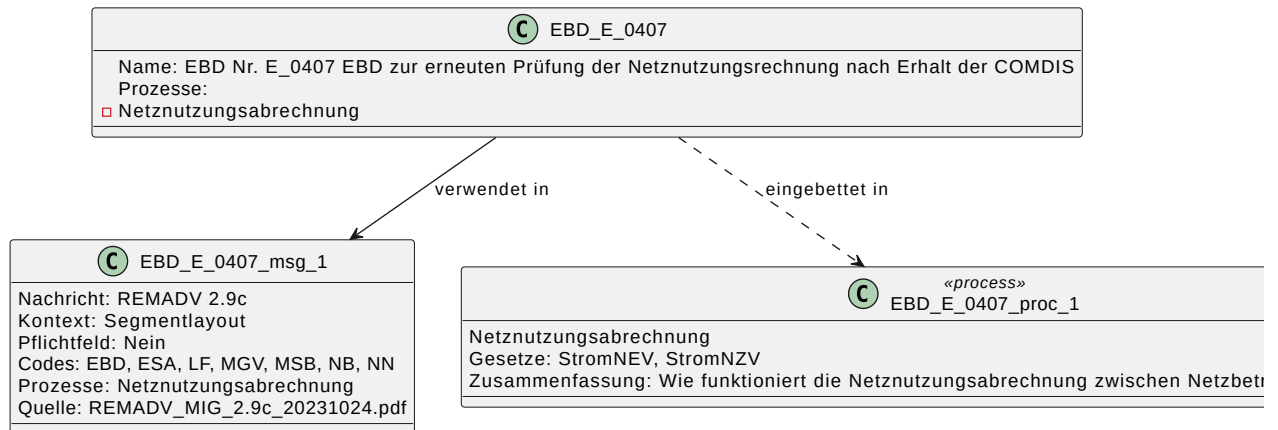 C EBD_E_0407
Name: EBD Nr. E_0407 EBD zur erneuten Prüfung der Netznutzungsrechnung nach Erhalt der COMDIS
Prozesse:
Netznutzungsabrechnung
verwendet in
eingebettet in
C EBD_E_0407_msg_1
Nachricht: REMADV 2.9c
Kontext: Segmentlayout
Pflichtfeld: Nein
Codes: EBD, ESA, LF, MGV, MSB, NB, NN
Prozesse: Netznutzungsabrechnung
Quelle: REMADV_MIG_2.9c_20231024.pdf
«process»
C EBD_E_0407_proc_1
Netznutzungsabrechnung
Gesetze: StromNEV, StromNZV
Zusammenfassung: Wie funktioniert die Netznutzungsabrechnung zwischen